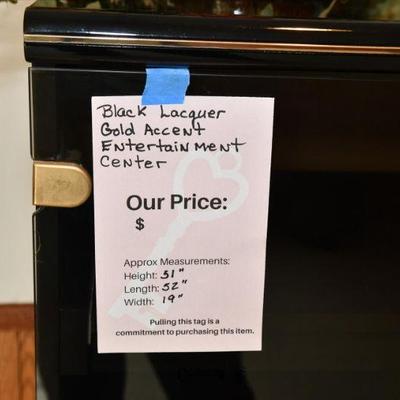 Black Lacquer
Gold Accent
Entertainment
Center
Our Price:
$
Approx Measurements:
Height: 51"
Length: 52"
Width: 19"
Pulling this tag is a
commitment to purchasing this item.